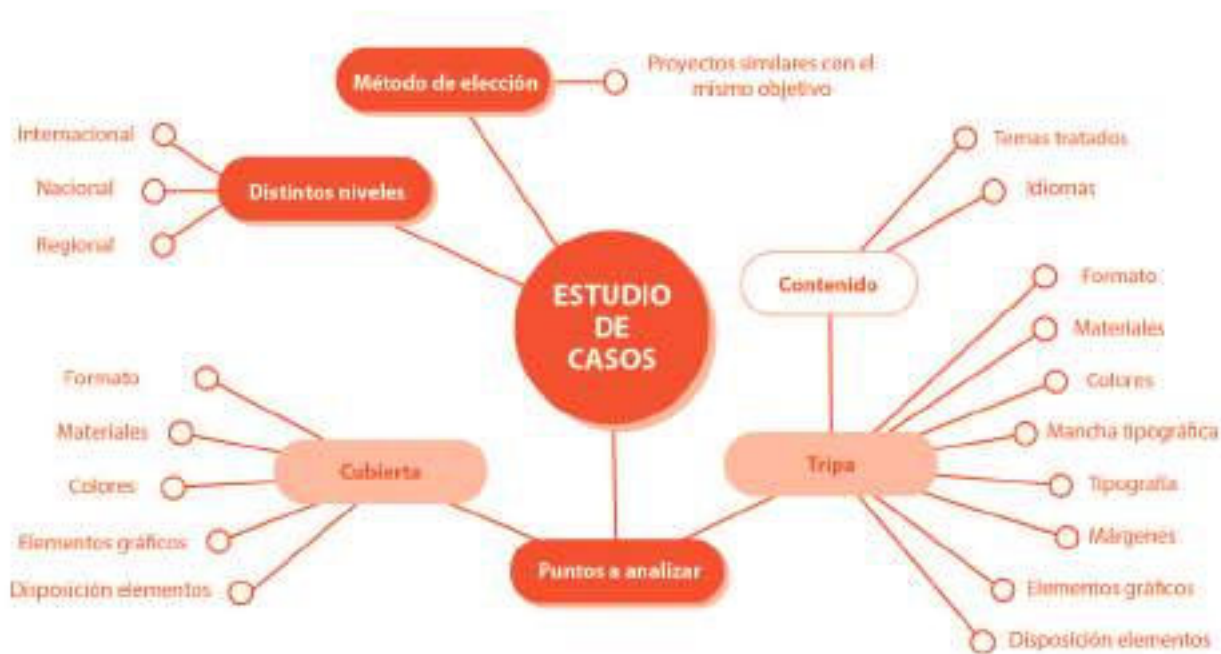 Método de elección
Proyectos similares con el
mismo objetivo
Internacional
Nacional
Regional
Distintos niveles
ESTUDIO
DE
CASOS
Temas tratados
Idiomas
Contenido
Formato
Materiales
Colores
Mancha tipográfica
Tipografía
Márgenes
Elementos gráficos
Disposición elementos
Tripa
Formato
Materiales
Colores
Elementos gráficos
Disposición elementos
Cubierta
Puntos a analizar